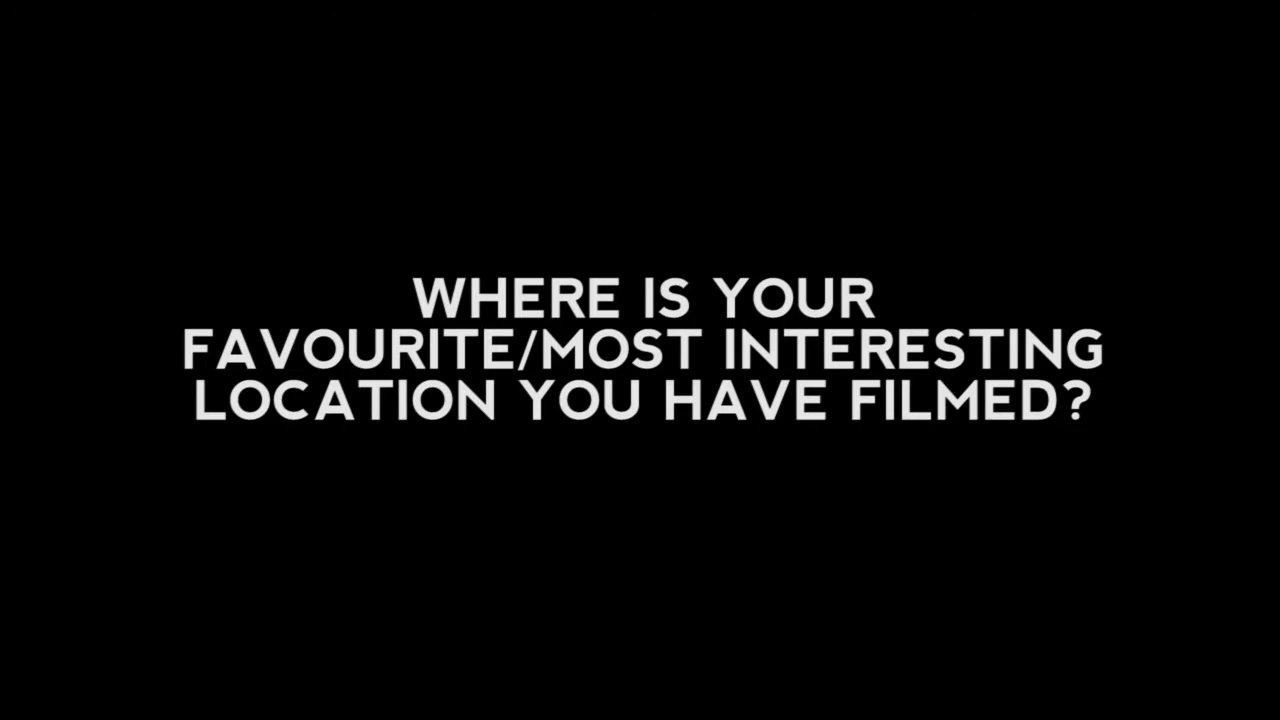 WHERE IS YOUR
FAVOURITE/MOST INTERESTING
LOCATION YOU HAVE FILMED?